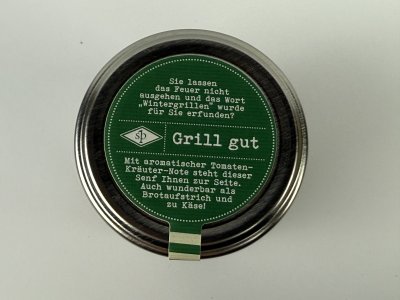 Sie lassen
das Feuer nicht
ausgehen und das Wort
„Wintergrillen“ wurde
für Sie erfunden?
sb
Grill gut
Mit aromatischer Tomaten-
Kräuter-Note steht dieser
Senf Ihnen zur Seite.
Auch wunderbar als
Brotaufstrich und
zu Käse!